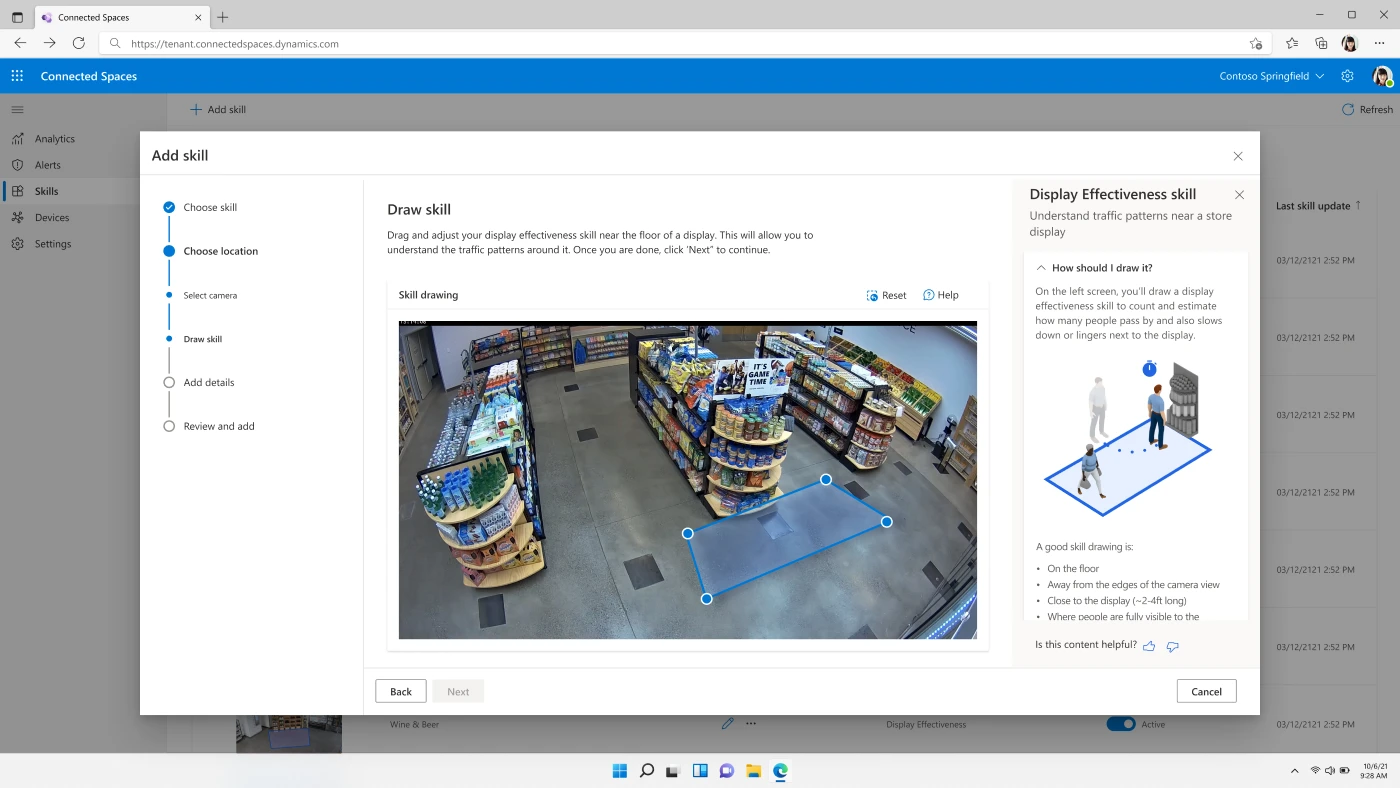 Connected Spaces
https://tenant.connectedspaces.dynamics.com
Connected Spaces
Contoso Springfield
Add skill
Refresh
Analytics
Alerts
Skills
Devices
Settings
Last skill update
03/12/2121 2:52 PM
03/12/2121 2:52 PM
03/12/2121 2:52 PM
03/12/2121 2:52 PM
03/12/2121 2:52 PM
03/12/2121 2:52 PM
03/12/2121 2:52 PM
Add skill
Choose skill
Choose location
Select camera
Draw skill
Add details
Review and add
Draw skill
Drag and adjust your display effectiveness skill near the floor of a display. This will allow you to
understand the traffic patterns around it. Once you are done, click 'Next" to continue.
Skill drawing
Reset
Help
IT'S
GAME
TIME
Display Effectiveness skill
Understand traffic patterns near a store
display
How should I draw it?
On the left screen, you'll draw a display
effectiveness skill to count and estimate
how many people pass by and also slows
down or lingers next to the display.
A good skill drawing is:
• On the floor
• Away from the edges of the camera view
• Close to the display (~2-4ft long)
• Where people are fully visible to the
Is this content helpful?
Back
Next
Cancel
Wine & Beer
Display Effectiveness
Active
10/6/21
9:28 AM